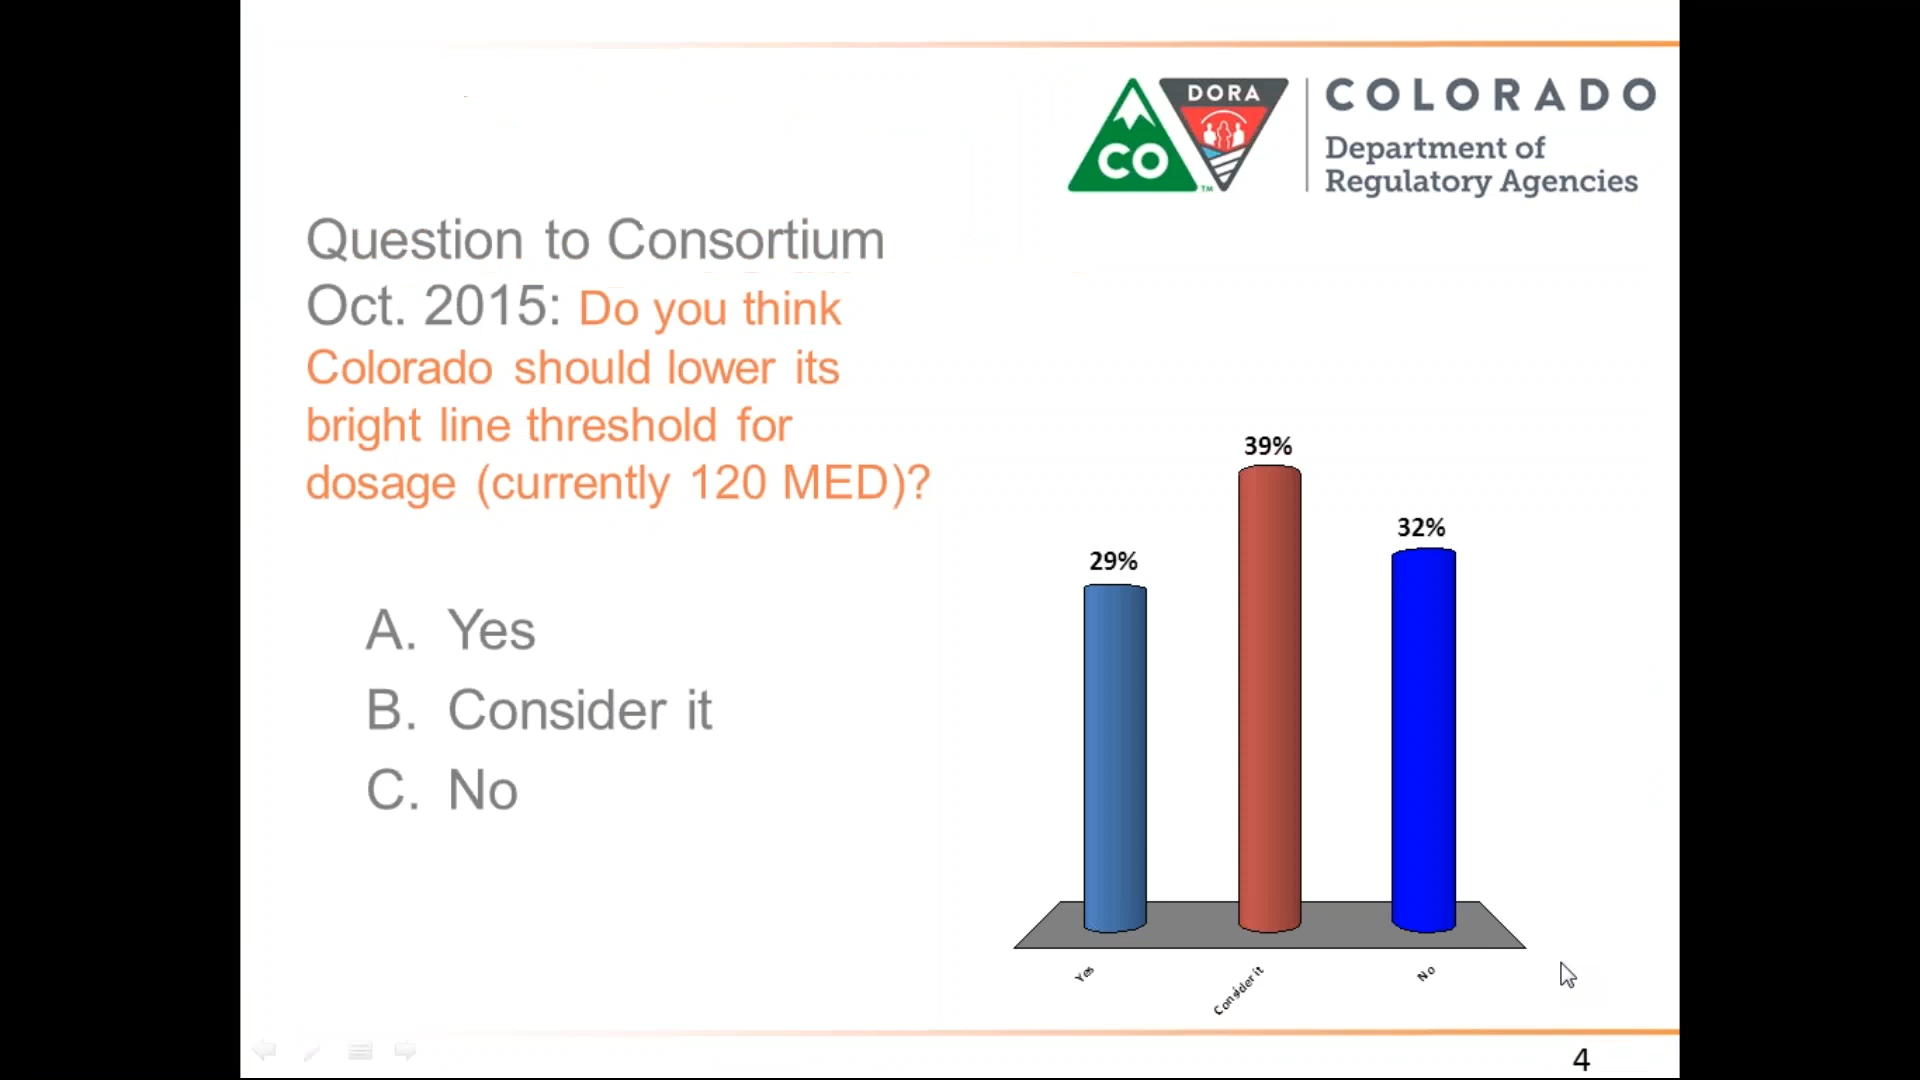 DORA
CO
TM
COLORADO
Department of
Regulatory Agencies
Question to Consortium
Oct. 2015: Do you think
Colorado should lower its
bright line threshold for
dosage (currently 120 MED)?
A. Yes
B. Consider it
C. No
29%
39%
32%
Yes
Consider it
No
4